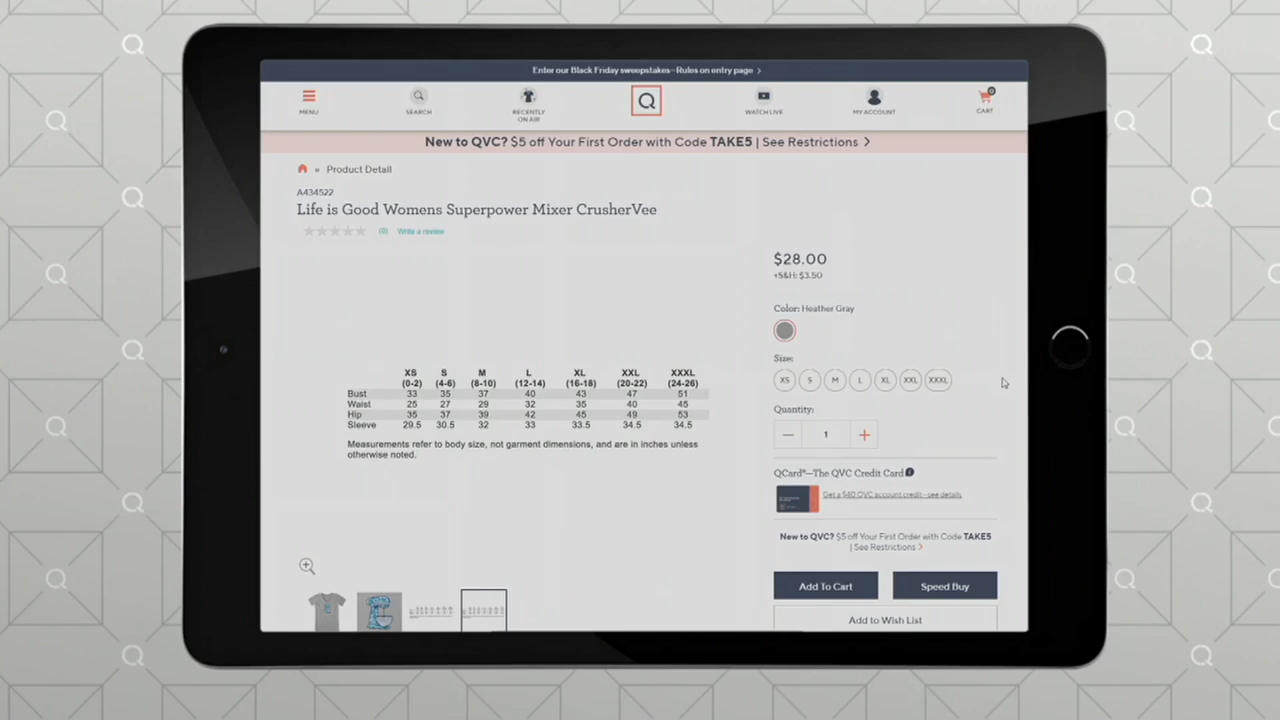 Enter our Black Friday sweepstakes—Rules on entry page >
MENU
SEARCH
RECENTLY
ON AIR
Q
WATCH LIVE
MY ACCOUNT
0
CART
New to QVC? $5 off Your First Order with Code TAKE5 | See Restrictions >
» Product Detail
A434522
Life is Good Womens Superpower Mixer CrusherVee
(0) Write a review
$28.00
+S&H: $3.50
Color: Heather Gray
Size:
XS S M L XL XXL XXXL
XS S M L XL XXL XXXL
(0-2) (4-6) (8-10) (12-14) (16-18) (20-22) (24-26)
Bust 33 35 37 40 43 47 51
Waist 25 27 29 32 35 40 45
Hip 35 37 39 42 45 49 53
Sleeve 29.5 30.5 32 33 33.5 34.5 34.5
Measurements refer to body size, not garment dimensions, and are in inches unless
otherwise noted.
Quantity:
— 1 +
QCard®—The QVC Credit Card
Get a $40 QVC account credit—see details
New to QVC? $5 off Your First Order with Code TAKE5
| See Restrictions >
Add To Cart
Speed Buy
Add to Wish List